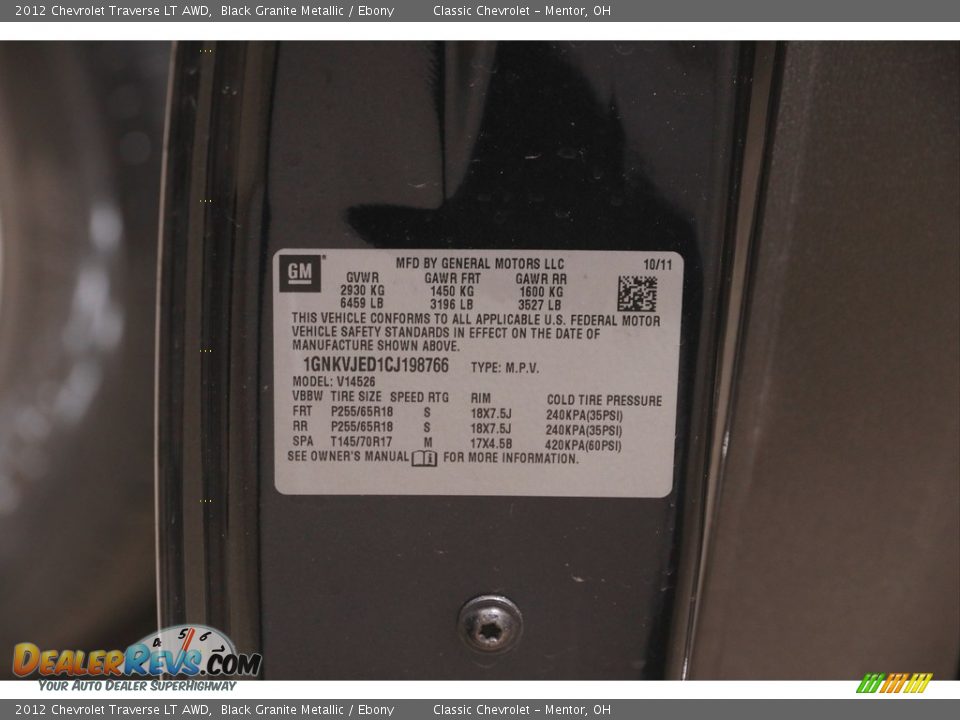 2012 Chevrolet Traverse LT AWD, Black Granite Metallic / Ebony Classic Chevrolet - Mentor, OH
GM MFD BY GENERAL MOTORS LLC 10/11
GVWR GAWR FRT GAWR RR
2930 KG 1450 KG 1600 KG
6459 LB 3196 LB 3527 LB
THIS VEHICLE CONFORMS TO ALL APPLICABLE U.S. FEDERAL MOTOR
VEHICLE SAFETY STANDARDS IN EFFECT ON THE DATE OF
MANUFACTURE SHOWN ABOVE.
1GNKVJED1CJ198766 TYPE: M.P.V.
MODEL: V14526
VBBW TIRE SIZE SPEED RTG RIM COLD TIRE PRESSURE
FRT P255/65R18 S 18X7.5J 240KPA(35PSI)
RR P255/65R18 S 18X7.5J 240KPA(35PSI)
SPA T145/70R17 M 17X4.5B 420KPA(60PSI)
SEE OWNER'S MANUAL FOR MORE INFORMATION.
5 6
DEALERREVS.COM
YOUR AUTO DEALER SUPERHIGHWAY
2012 Chevrolet Traverse LT AWD, Black Granite Metallic / Ebony Classic Chevrolet - Mentor, OH